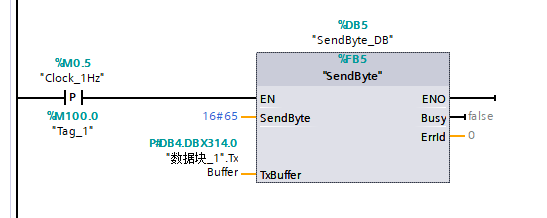 %DB5
"SendByte_DB"
%M0.5
"Clock_1Hz"
P
%M100.0
"Tag_1"
%FB5
"SendByte"
EN
ENO
16#65
SendByte
Busy
false
ErrId
0
P#DB4.DBX314.0
"数据块_1".Tx
Buffer
TxBuffer